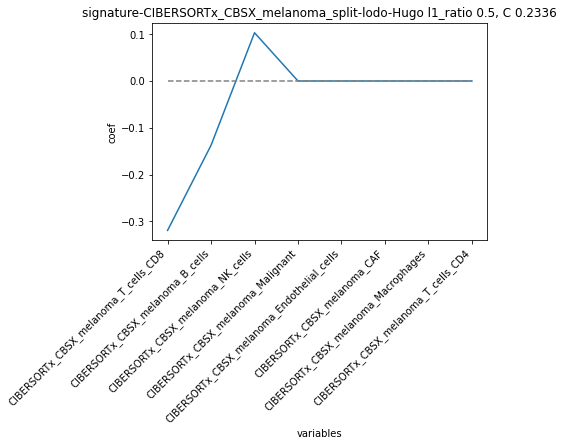 signature-CIBERSORTx_CBSX_melanoma_split-lodo-Hugo l1_ratio 0.5, C 0.2336
0.1
0.0
−0.1
−0.2
−0.3
coef
CIBERSORTx_CBSX_melanoma_T_cells_CD8
CIBERSORTx_CBSX_melanoma_B_cells
CIBERSORTx_CBSX_melanoma_NK_cells
CIBERSORTx_CBSX_melanoma_Malignant
CIBERSORTx_CBSX_melanoma_Endothelial_cells
CIBERSORTx_CBSX_melanoma_CAF
CIBERSORTx_CBSX_melanoma_Macrophages
CIBERSORTx_CBSX_melanoma_T_cells_CD4
variables